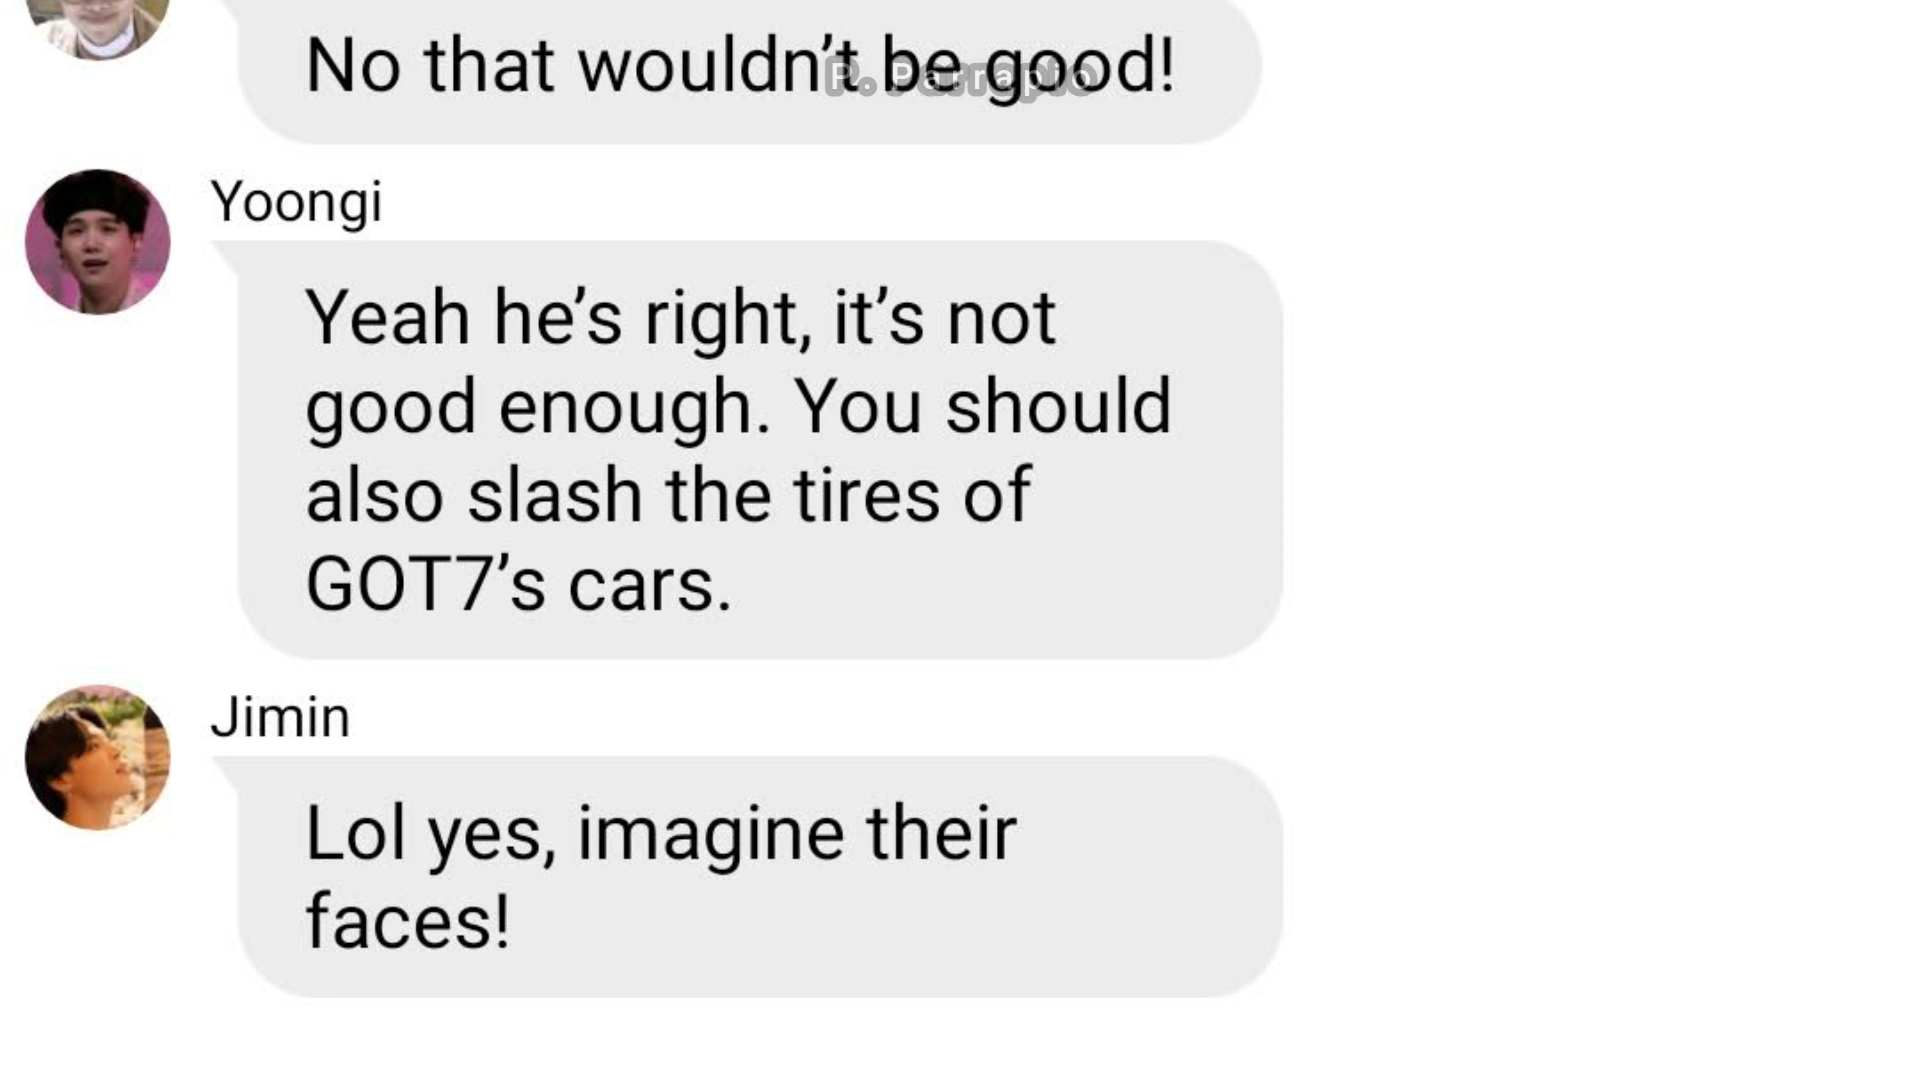 No that wouldn’t be good!
P. Parrapio
Yoongi
Yeah he’s right, it’s not
good enough. You should
also slash the tires of
GOT7’s cars.
Jimin
Lol yes, imagine their
faces!